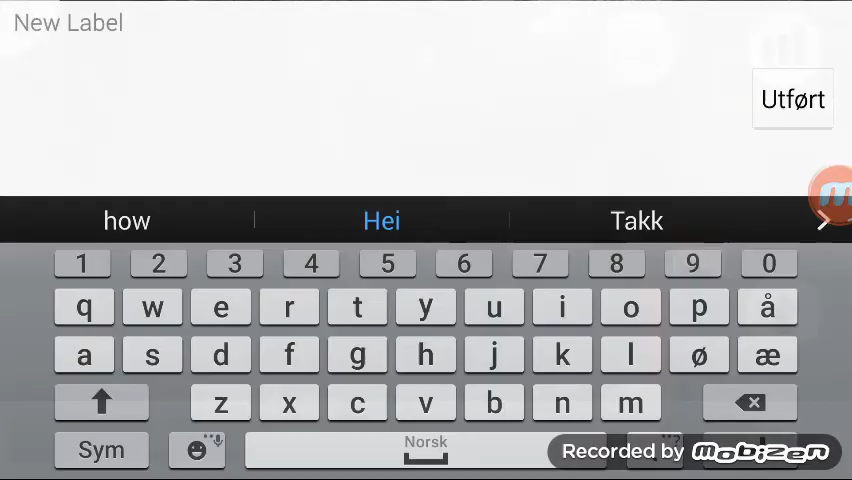 New Label
Utført
how Hei Takk
1 2 3 4 5 6 7 8 9 0
q w e r t y u i o p å
a s d f g h j k l ø æ
z x c v b n m
Sym Norsk
Recorded by mobizen